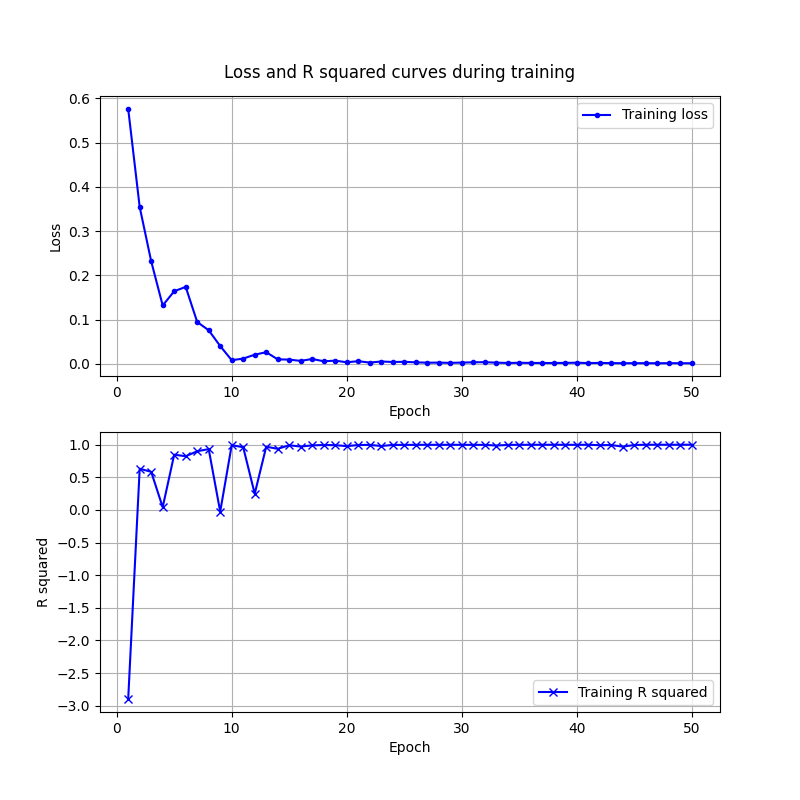 Loss and R squared curves during training
0.6
0.5
0.4
0.3
0.2
0.1
0.0
Loss
Training loss
0 10 20 30 40 50
Epoch
1.0
0.5
0.0
−0.5
−1.0
−1.5
−2.0
−2.5
−3.0
R squared
Training R squared
0 10 20 30 40 50
Epoch